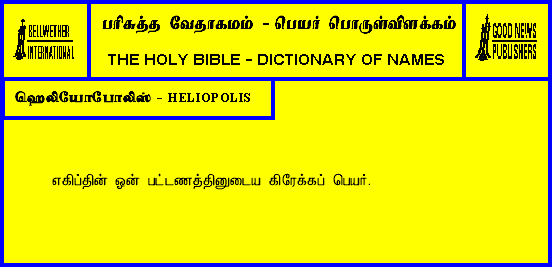 BELLWETHER
INTERNATIONAL
பரிசுத்த வேதாகமம் - பெயர் பொருள்விளக்கம்
THE HOLY BIBLE - DICTIONARY OF NAMES
GOOD NEWS
PUBLISHERS
ஹெலியோபோலிஸ் - HELIOPOLIS
எகிப்தின் ஓன் பட்டணத்தினுடைய கிரேக்கப் பெயர்.